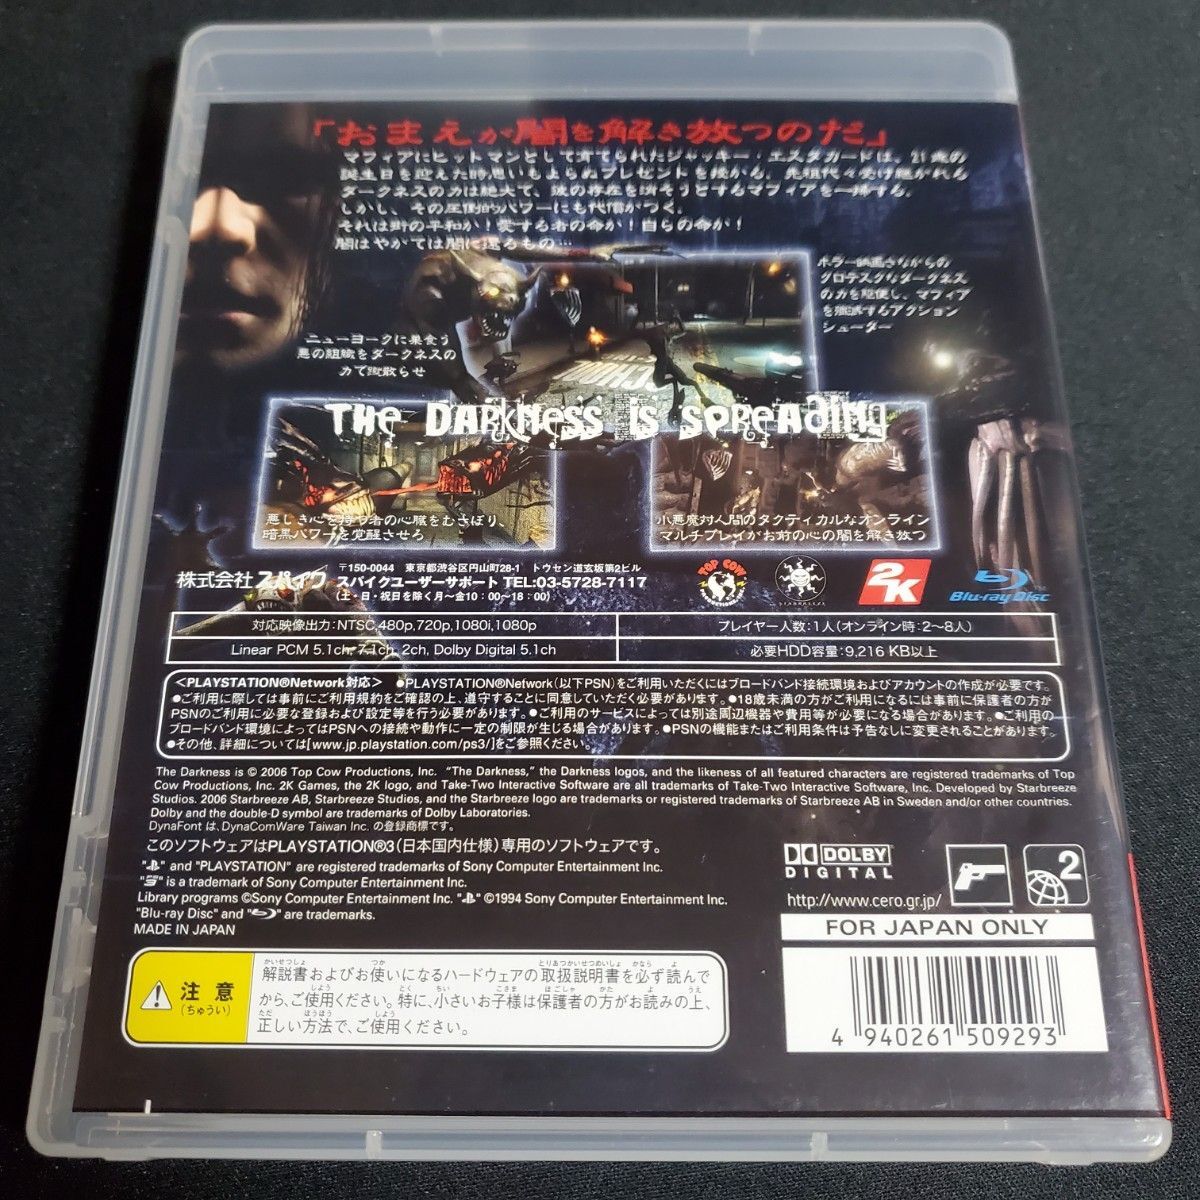 「おまえが闇を解き放つのだ」
マフィアにヒットマンとして育てられたジャッキー・エスタカードは、21歳の
誕生日を迎えた時思いもよらぬプレゼントを授かる。先祖代々受け継がれる
ダークネスの力は絶大で、彼の存在を消そうとするマフィアを一掃する。
しかし、その圧倒的パワーにも代償がつく。
それは街の平和か!愛する者の命か!自らの命か!
闇はやがては闇に還るもの…
ホラー映画さながらの
グロテスクなダークネス
の力を駆使し、マフィア
を殲滅するアクション
シューター
ニューヨークに巣食う
悪の組織をダークネスの
力で蹴散らせ
THE DARKNESS IS SPREADING
悪しき心を持つ者の心臓をむさぼり、
暗黒パワーを覚醒させろ
小悪魔対人間のタクティカルなオンライン
マルチプレイがお前の心の闇を解き放つ
株式会社スパイク
〒150-0044 東京都渋谷区円山町28-1 トウセン道玄坂第2ビル
スパイクユーザーサポート TEL:03-5728-7117
(土・日・祝日を除く月〜金10:00〜18:00)
TOP COW
PRODUCTIONS
STARBREEZE
2K
Blu-ray Disc
対応映像出力:NTSC,480p,720p,1080i,1080p
プレイヤー人数:1人(オンライン時:2〜8人)
Linear PCM 5.1ch, 7.1ch, 2ch, Dolby Digital 5.1ch
必要HDD容量:9,216 KB以上
<PLAYSTATION®Network対応> ●PLAYSTATION®Network(以下PSN)をご利用いただくにはブロードバンド接続環境およびアカウントの作成が必要です。
●ご利用に際しては事前にご利用規約をご確認の上、遵守することに同意していただく必要があります。●18歳未満の方がご利用になるには事前に保護者の方が
PSNのご利用に必要な登録および設定等を行う必要があります。●ご利用のサービスによっては別途周辺機器や費用等が必要になる場合があります。●ご利用の
ブロードバンド環境によってはPSNへの接続や動作に一定の制限が生じる場合があります。●PSNの機能またはご利用条件は予告なしに変更されることがあります。
●その他、詳細については[www.jp.playstation.com/ps3/]をご参照ください。
The Darkness is © 2006 Top Cow Productions, Inc. "The Darkness," the Darkness logos, and the likeness of all featured characters are registered trademarks of Top
Cow Productions, Inc. 2K Games, the 2K logo, and Take-Two Interactive Software are all trademarks of Take-Two Interactive Software, Inc. Developed by Starbreeze
Studios. 2006 Starbreeze AB, Starbreeze Studios, and the Starbreeze logo are trademarks or registered trademarks of Starbreeze AB in Sweden and/or other countries.
Dolby and the double-D symbol are trademarks of Dolby Laboratories.
DynaFont は、DynaComWare Taiwan Inc. の登録商標です。
このソフトウェアはPLAYSTATION®3(日本国内仕様)専用のソフトウェアです。
" " and "PLAYSTATION" are registered trademarks of Sony Computer Entertainment Inc.
" " is a trademark of Sony Computer Entertainment Inc.
Library programs ©Sony Computer Entertainment Inc. " " ©1994 Sony Computer Entertainment Inc.
"Blu-ray Disc" and " " are trademarks.
MADE IN JAPAN
DOLBY
DIGITAL
2
http://www.cero.gr.jp/
FOR JAPAN ONLY
4 940261 509293
注意
(ちゅうい)
解説書およびお使いになるハードウェアの取扱説明書を必ず読んで
から、ご使用ください。特に、小さいお子様は保護者の方がお読みの上、
正しい方法で、ご使用ください。